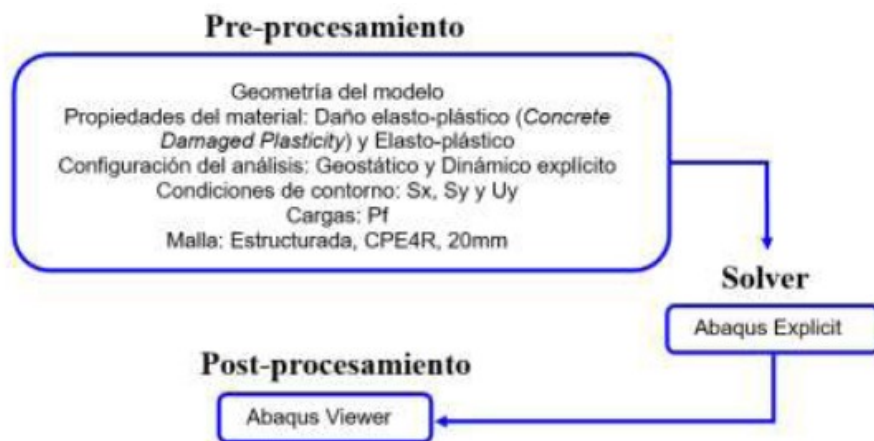 Pre-procesamiento
Geometría del modelo
Propiedades del material: Daño elasto-plástico (Concrete
Damaged Plasticity) y Elasto-plástico
Configuración del análisis: Geostático y Dinámico explícito
Condiciones de contorno: Sx, Sy y Uy
Cargas: Pf
Malla: Estructurada, CPE4R, 20mm
Solver
Abaqus Explicit
Post-procesamiento
Abaqus Viewer